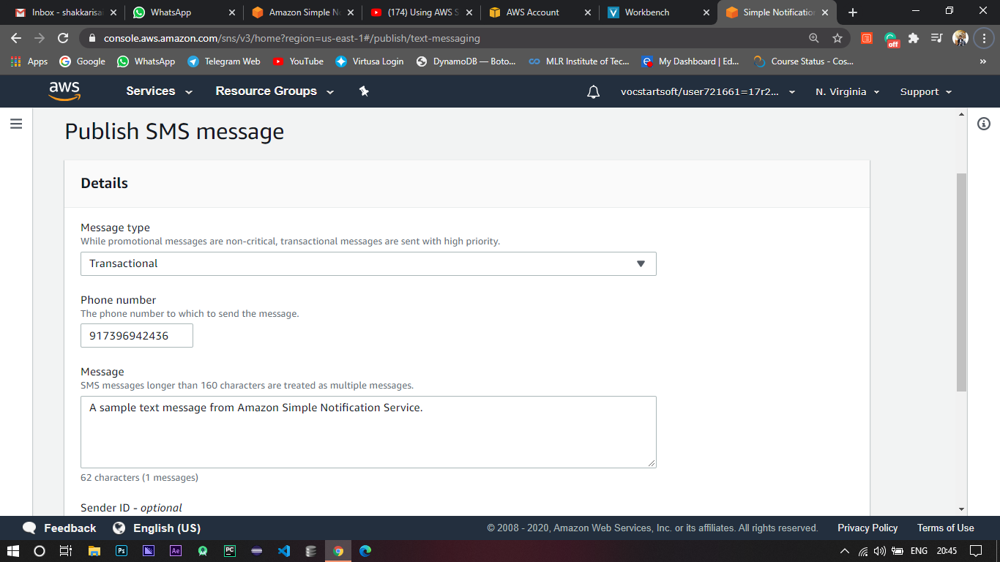 Inbox - shakkarisai
WhatsApp
Amazon Simple No
(174) Using AWS S
AWS Account
Workbench
Simple Notification
console.aws.amazon.com/sns/v3/home?region=us-east-1#/publish/text-messaging
off
Apps
Google
WhatsApp
Telegram Web
YouTube
Virtusa Login
DynamoDB — Boto...
MLR Institute of Tec...
My Dashboard | Ed...
Course Status - Cos...
»
aws
Services
Resource Groups
vocstartsoft/user721661=17r2...
N. Virginia
Support
Publish SMS message
Details
Message type
While promotional messages are non-critical, transactional messages are sent with high priority.
Transactional
Phone number
The phone number to which to send the message.
917396942436
Message
SMS messages longer than 160 characters are treated as multiple messages.
A sample text message from Amazon Simple Notification Service.
62 characters (1 messages)
Sender ID - optional
Feedback
English (US)
© 2008 - 2020, Amazon Web Services, Inc. or its affiliates. All rights reserved.
Privacy Policy
Terms of Use
Ps
Ae
PC
ENG
20:45